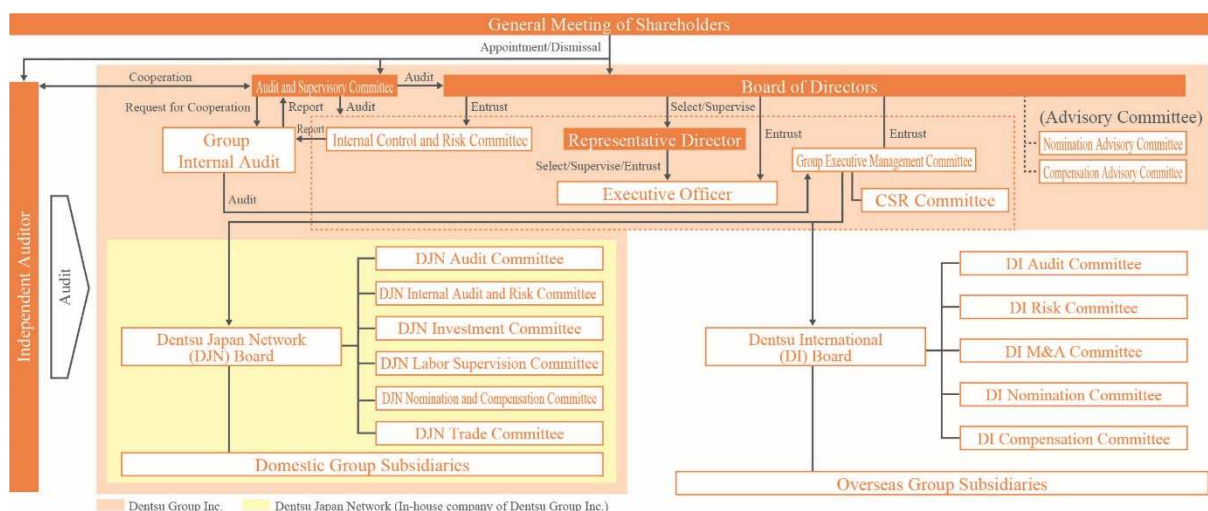 General Meeting of Shareholders
Appointment/Dismissal
Cooperation
Audit and Supervisory Committee
Audit
Board of Directors
Request for Cooperation
Report
Audit
Entrust
Select/Supervise
Entrust
Entrust
(Advisory Committee)
Group
Internal Audit
Report
Internal Control and Risk Committee
Representative Director
Group Executive Management Committee
Nomination Advisory Committee
Compensation Advisory Committee
Select/Supervise/Entrust
Executive Officer
Audit
CSR Committee
Independent Auditor
Audit
DJN Audit Committee
DJN Internal Audit and Risk Committee
Dentsu Japan Network
(DJN) Board
DJN Investment Committee
DJN Labor Supervision Committee
DJN Nomination and Compensation Committee
DJN Trade Committee
Domestic Group Subsidiaries
DI Audit Committee
DI Risk Committee
Dentsu International
(DI) Board
DI M&A Committee
DI Nomination Committee
DI Compensation Committee
Overseas Group Subsidiaries
Dentsu Group Inc.
Dentsu Japan Network (In-house company of Dentsu Group Inc.)